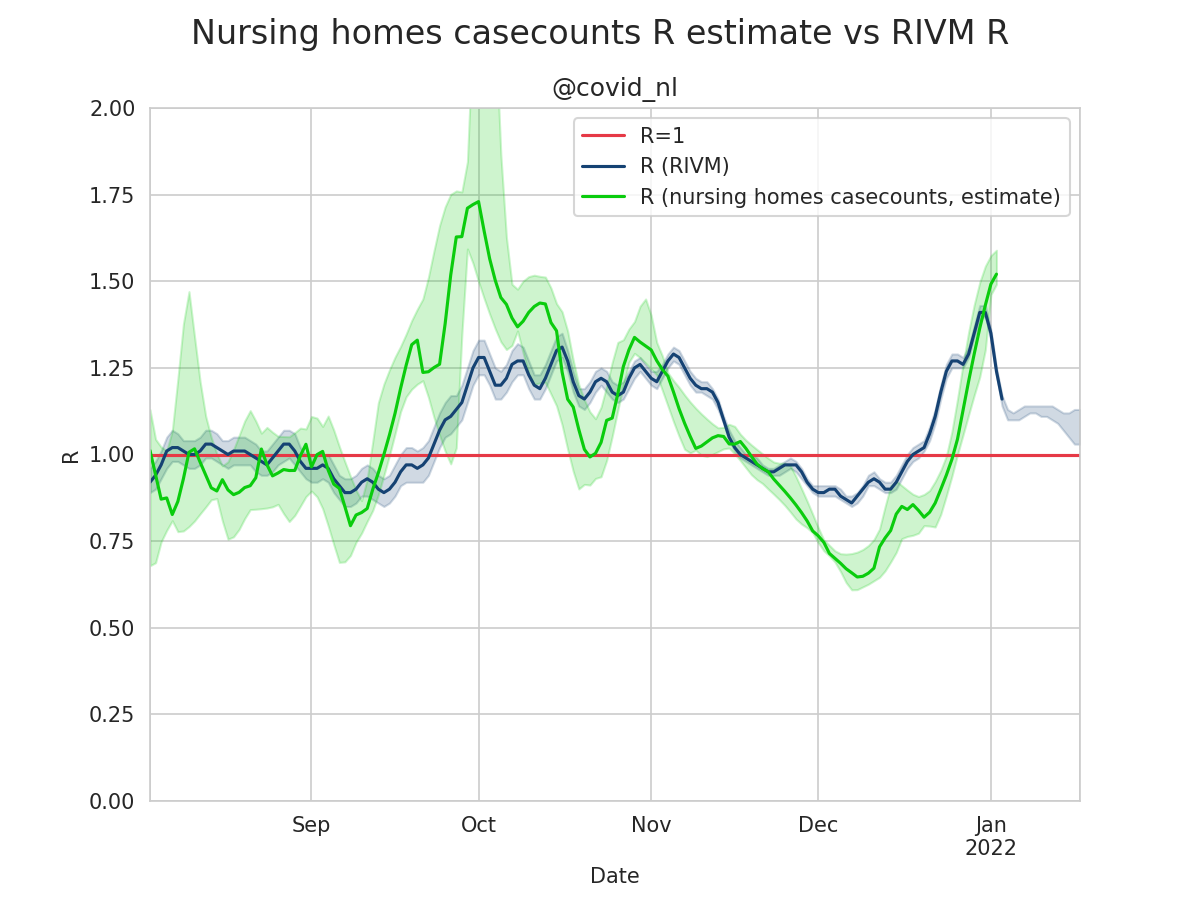 Nursing homes casecounts R estimate vs RIVM R
@covid_nl
R=1
R (RIVM)
R (nursing homes casecounts, estimate)
2.00
1.75
1.50
1.25
1.00
0.75
0.50
0.25
0.00
R
Sep
Oct
Nov
Dec
Jan
2022
Date